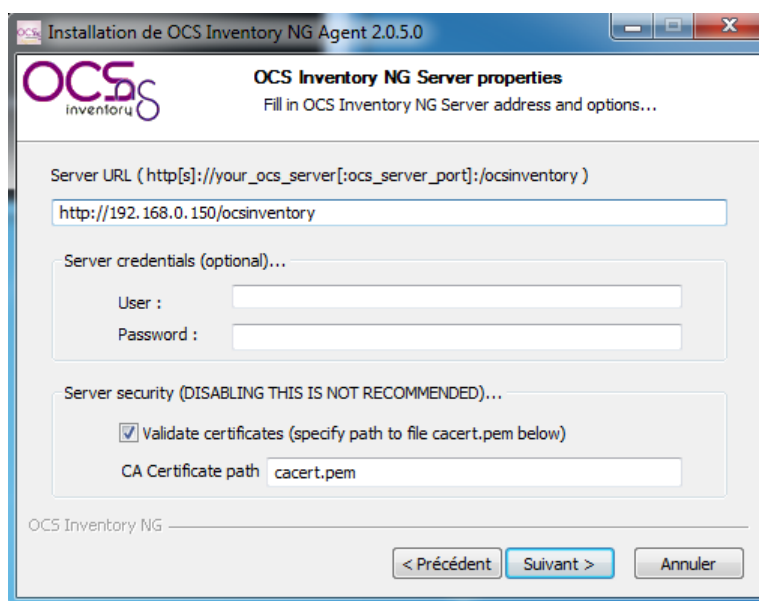 Installation de OCS Inventory NG Agent 2.0.5.0
OCS inventory NG
OCS Inventory NG Server properties
Fill in OCS Inventory NG Server address and options...
Server URL ( http[s]://your_ocs_server[:ocs_server_port]:/ocsinventory )
http://192.168.0.150/ocsinventory
Server credentials (optional)...
User :
Password :
Server security (DISABLING THIS IS NOT RECOMMENDED)...
Validate certificates (specify path to file cacert.pem below)
CA Certificate path cacert.pem
OCS Inventory NG
< Précédent Suivant > Annuler